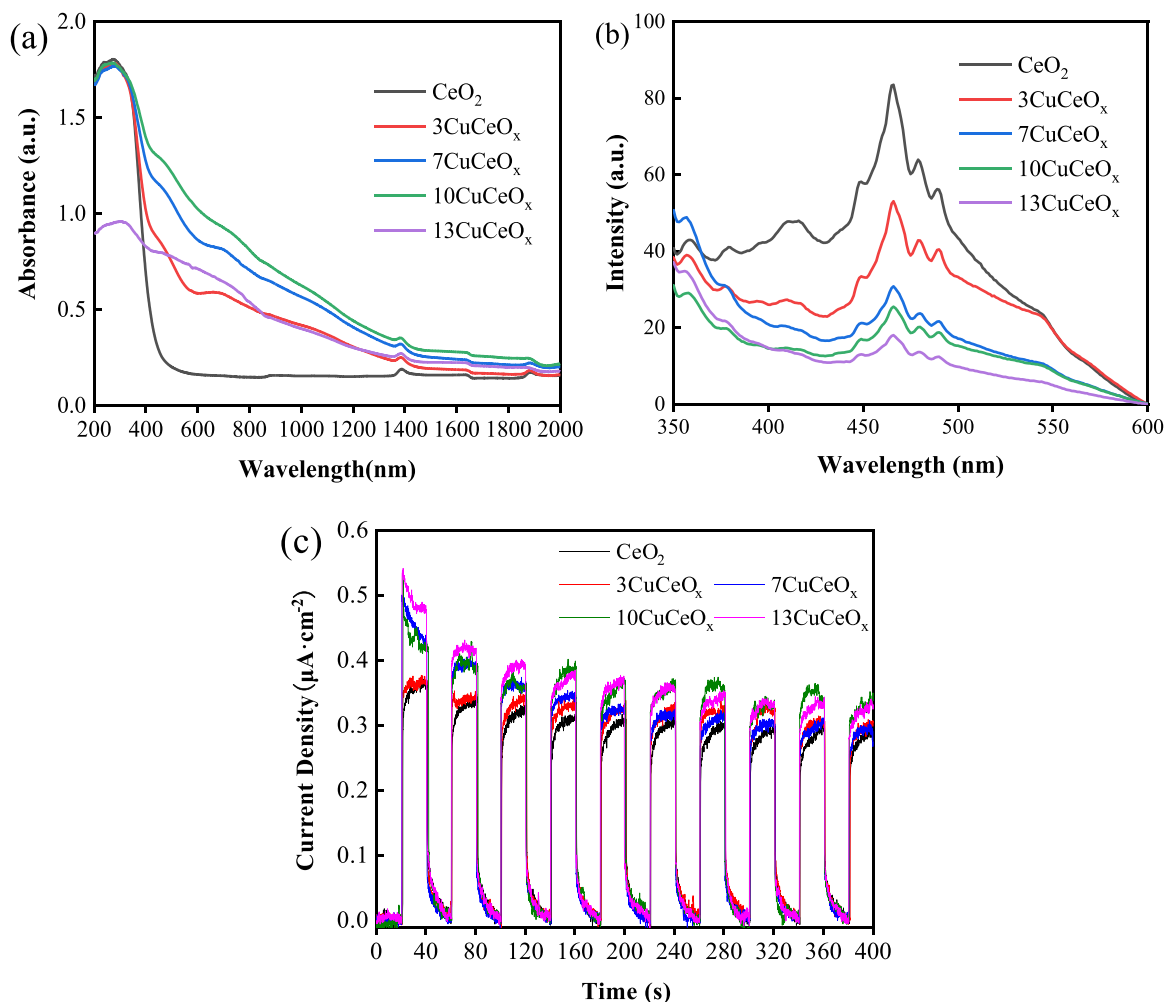 (a)
2.0
1.5
1.0
0.5
0.0
Absorbance (a.u.)
CeO₂
3CuCeOₓ
7CuCeOₓ
10CuCeOₓ
13CuCeOₓ
200 400 600 800 1000 1200 1400 1600 1800 2000
Wavelength(nm)
(b)
100
80
60
40
20
0
Intensity (a.u.)
CeO₂
3CuCeOₓ
7CuCeOₓ
10CuCeOₓ
13CuCeOₓ
350 400 450 500 550 600
Wavelength (nm)
(c)
0.6
0.5
0.4
0.3
0.2
0.1
0.0
Current Density (μA·cm⁻²)
CeO₂
3CuCeOₓ 7CuCeOₓ
10CuCeOₓ 13CuCeOₓ
0 40 80 120 160 200 240 280 320 360 400
Time (s)